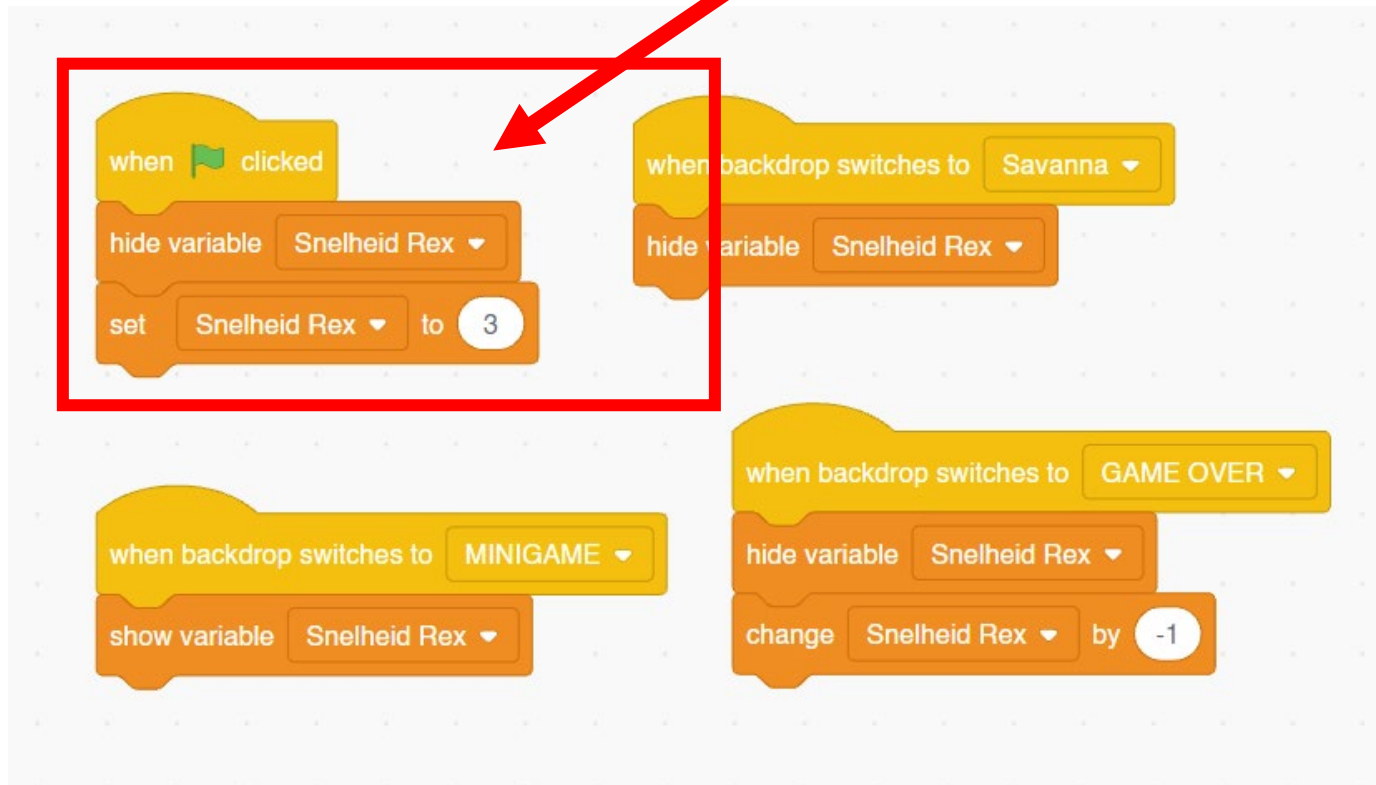 when clicked
hide variable Snelheid Rex
set Snelheid Rex to 3
when backdrop switches to Savanna
hide variable Snelheid Rex
when backdrop switches to MINIGAME
show variable Snelheid Rex
when backdrop switches to GAME OVER
hide variable Snelheid Rex
change Snelheid Rex by -1